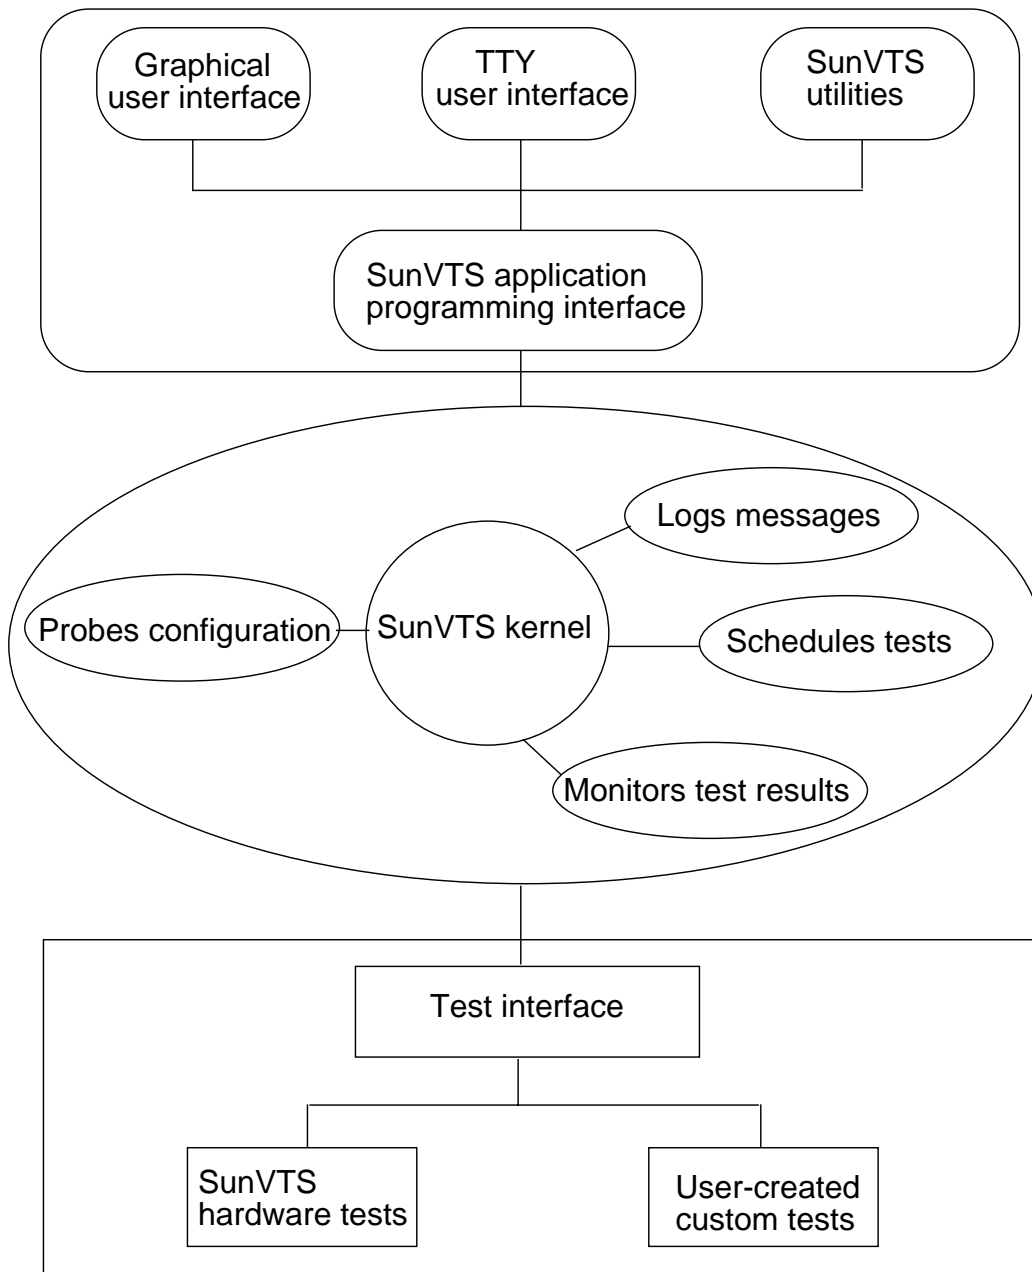 Graphical
user interface
TTY
user interface
SunVTS
utilities
SunVTS application
programming interface
Logs messages
Probes configuration
SunVTS kernel
Schedules tests
Monitors test results
Test interface
SunVTS
hardware tests
User-created
custom tests